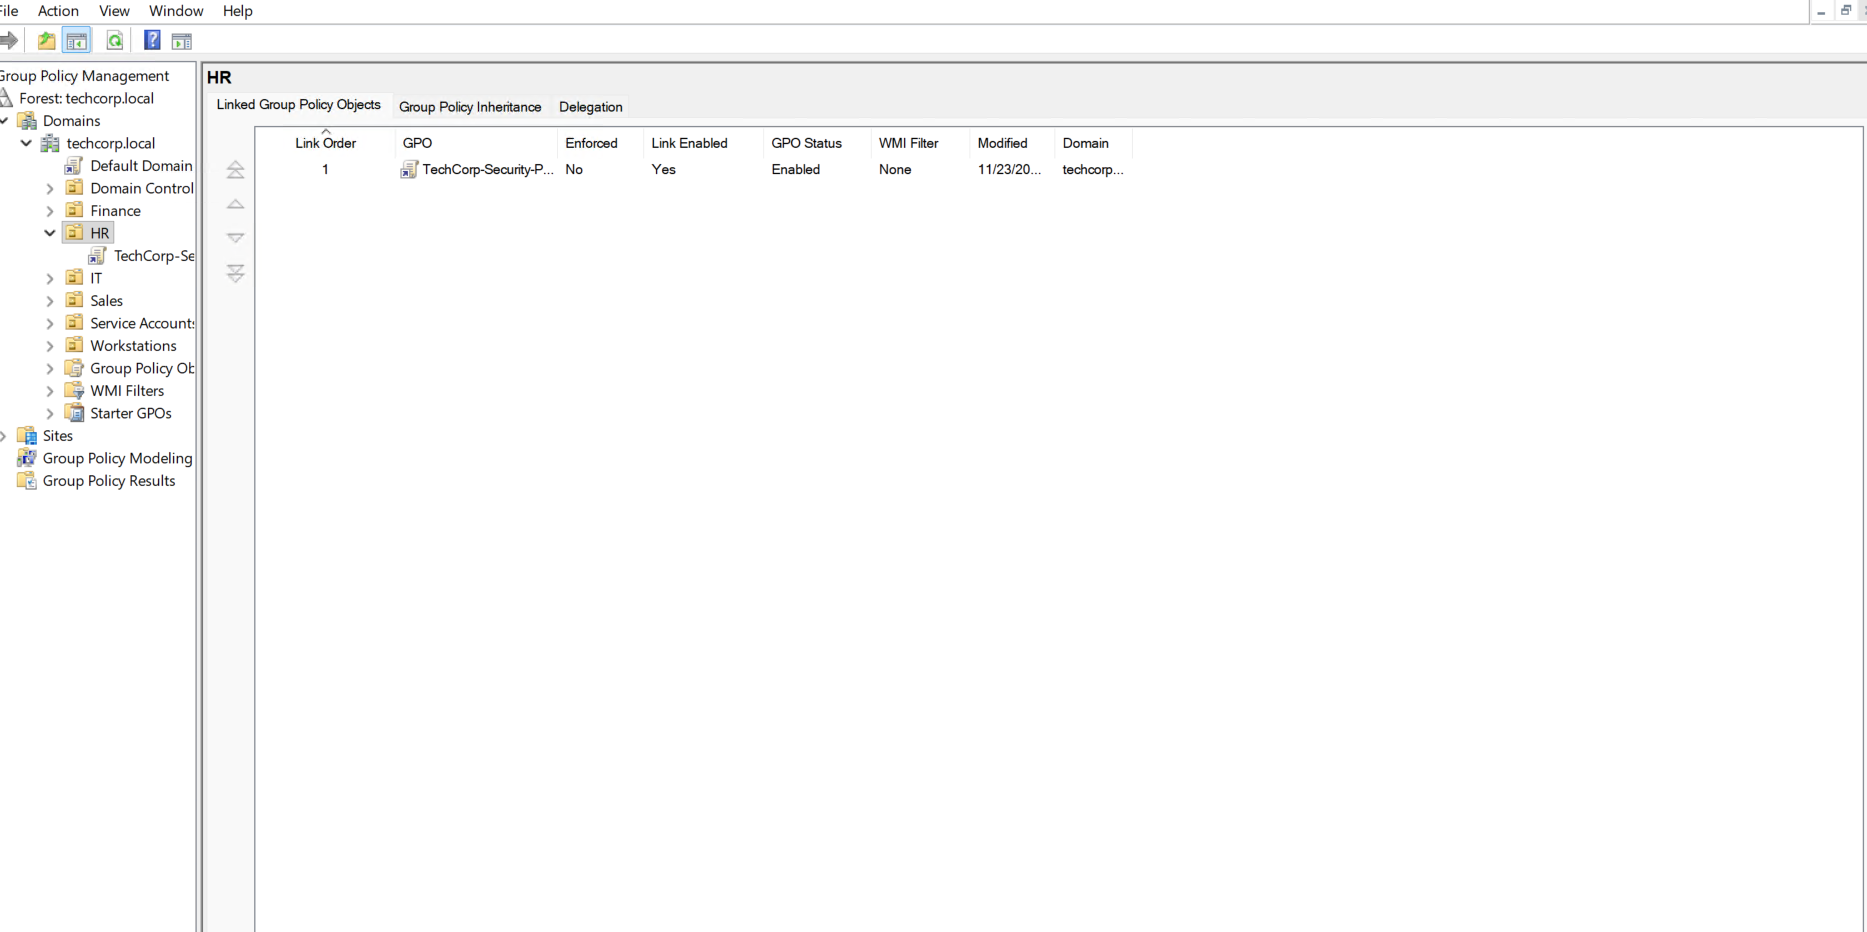 File Action View Window Help
Group Policy Management
Forest: techcorp.local
Domains
techcorp.local
Default Domain
Domain Control
Finance
HR
TechCorp-Se
IT
Sales
Service Accounts
Workstations
Group Policy Ob
WMI Filters
Starter GPOs
Sites
Group Policy Modeling
Group Policy Results
HR
Linked Group Policy Objects Group Policy Inheritance Delegation
Link Order GPO Enforced Link Enabled GPO Status WMI Filter Modified Domain
1 TechCorp-Security-P... No Yes Enabled None 11/23/20... techcorp...